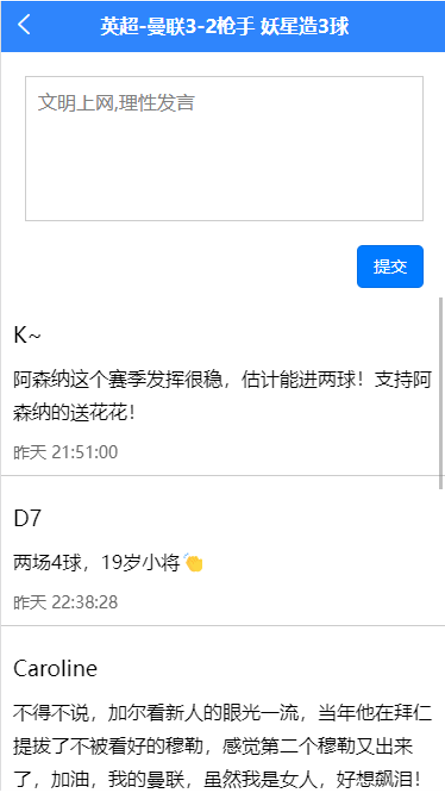 英超-曼联3-2枪手 妖星造3球
文明上网,理性发言
提交
K~
阿森纳这个赛季发挥很稳，估计能进两球！支持阿
森纳的送花花！
昨天 21:51:00
D7
两场4球，19岁小将👏
昨天 22:38:28
Caroline
不得不说，加尔看新人的眼光一流，当年他在拜仁
提拔了不被看好的穆勒，感觉第二个穆勒又出来
了，加油，我的曼联，虽然我是女人，好想飙泪！